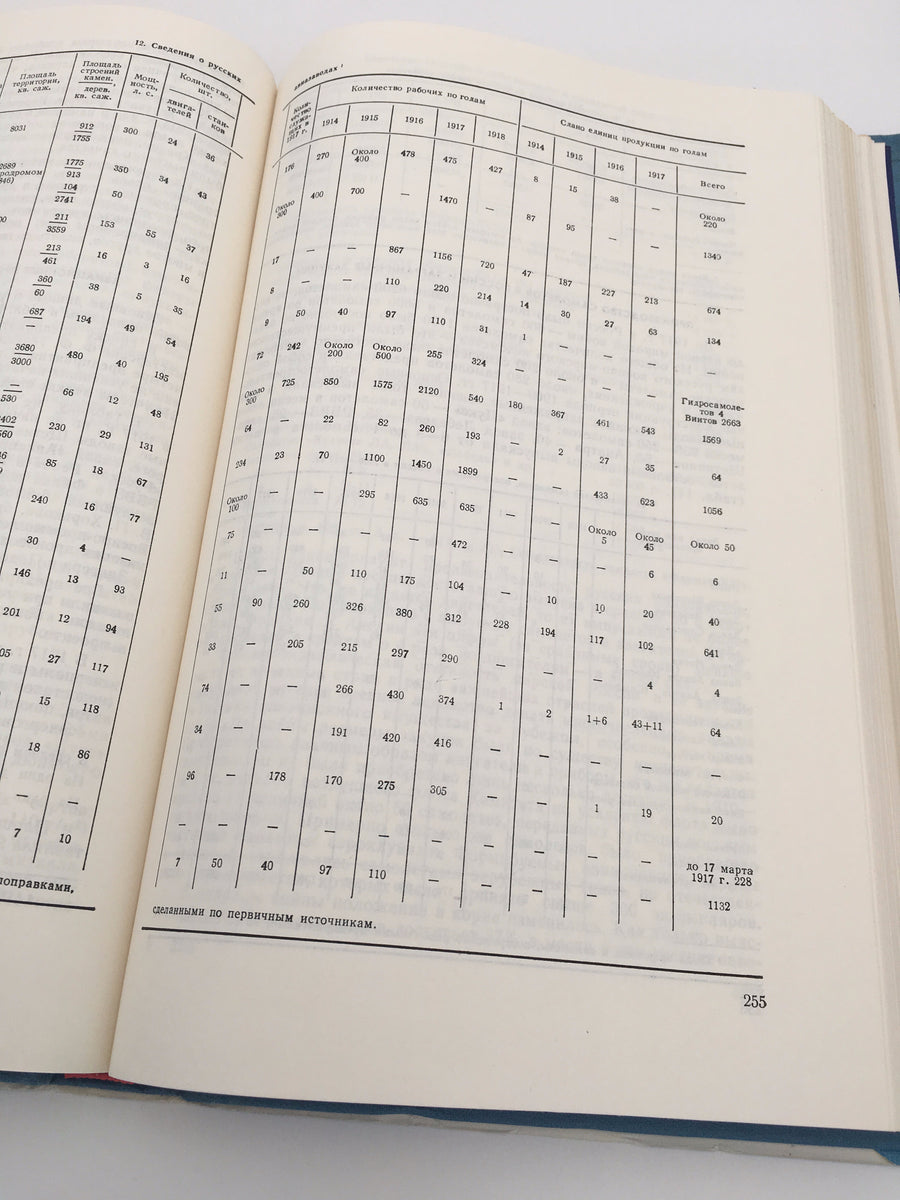 12. Сведения о русских
Площадь территории, кв. саж.
Площадь строений камен. дерев. кв. саж.
Мощность, л. с.
Количество, шт.
двигателей
станков
8031 912/1755 300 24 36
2689 1775/913 350 34 43
104/2741 50
211/3559 153 55 37
213/461 16 3 16
360/60 38 5 35
687/— 194 49 54
3680/3000 480 40 195
66 12 48
230 29 131
85 18 67
240 16 77
30 4 —
146 13 93
201 12 94
27 117
15 118
18 86
— —
7 10
поправками,
авиазаводах ¹
Количество служащих в 1917 г.
Количество рабочих по годам
Сдано единиц продукции по годам
1914 1915 1916 1917 1918 1914 1915 1916 1917 Всего
176 270 Около 400 478 475 427 8 15 38 — Около 220
Около 300 400 700 — 1470 — 87 95 — — 1340
17 — — 867 1156 720 47 187 227 213 674
8 — — 110 220 214 14 30 27 63 134
9 50 40 97 110 31 1 — — — —
72 242 Около 200 Около 500 255 324 — — — — Гидросамолетов 4 Винтов 2663
Около 300 725 850 1575 2120 540 180 367 461 543 1569
64 — 22 82 260 193 — 2 27 35 64
234 23 70 1100 1450 1899 — — 433 623 1056
Около 100 — — 295 635 635 — — Около 5 Около 45 Около 50
75 — — — — 472 — — — 6 6
11 — 50 110 175 104 — 10 10 20 40
55 90 260 326 380 312 228 194 117 102 641
33 — 205 215 297 290 — — — 4 4
74 — — 266 430 374 1 2 1+6 43+11 64
34 — — 191 420 416 — — — — —
96 — 178 170 275 305 — — 1 19 20
— — — — — — — — — — до 17 марта 1917 г. 228
7 50 40 97 110 — — — — 1132
сделанными по первичным источникам.
255